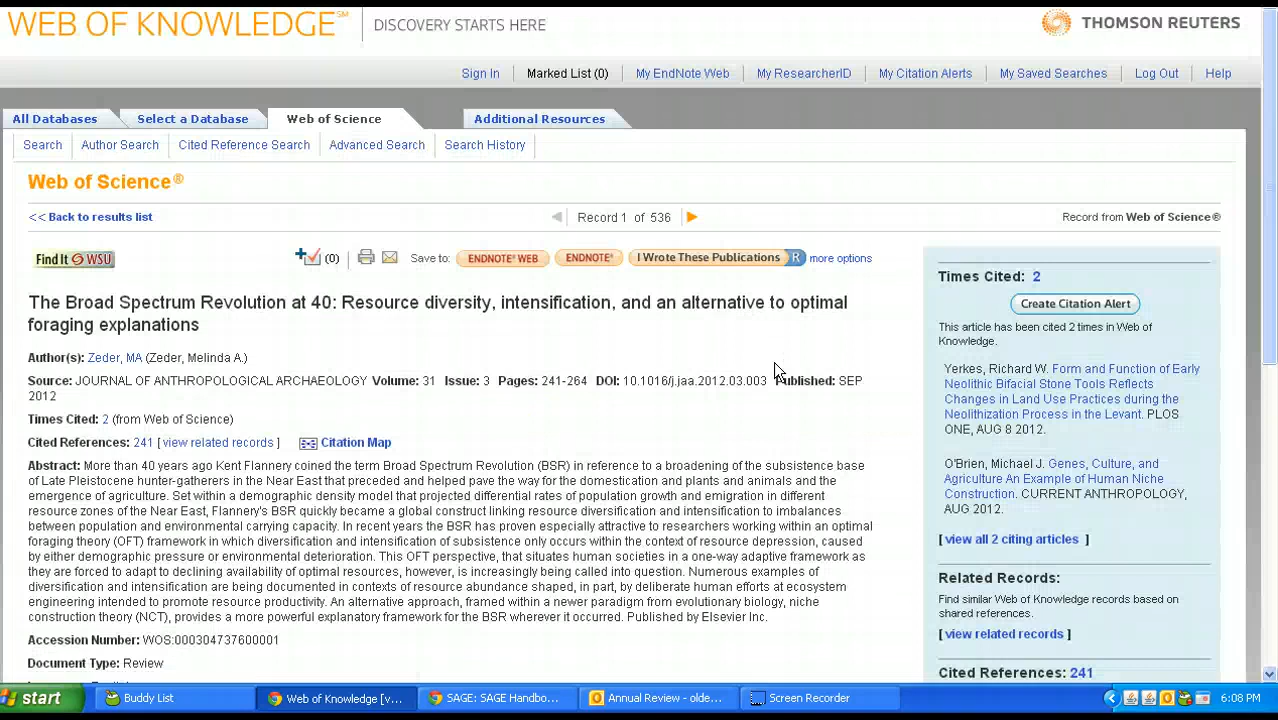 WEB OF KNOWLEDGE℠ DISCOVERY STARTS HERE THOMSON REUTERS
Sign In Marked List (0) My EndNote Web My ResearcherID My Citation Alerts My Saved Searches Log Out Help
All Databases Select a Database Web of Science Additional Resources
Search Author Search Cited Reference Search Advanced Search Search History
Web of Science®
<< Back to results list Record 1 of 536 Record from Web of Science®
Find It WSU (0) Save to: ENDNOTE® WEB ENDNOTE® I Wrote These Publications R more options
The Broad Spectrum Revolution at 40: Resource diversity, intensification, and an alternative to optimal
foraging explanations
Author(s): Zeder, MA (Zeder, Melinda A.)
Source: JOURNAL OF ANTHROPOLOGICAL ARCHAEOLOGY Volume: 31 Issue: 3 Pages: 241-264 DOI: 10.1016/j.jaa.2012.03.003 Published: SEP
2012
Times Cited: 2 (from Web of Science)
Cited References: 241 [ view related records ] Citation Map
Abstract: More than 40 years ago Kent Flannery coined the term Broad Spectrum Revolution (BSR) in reference to a broadening of the subsistence base
of Late Pleistocene hunter-gatherers in the Near East that preceded and helped pave the way for the domestication and plants and animals and the
emergence of agriculture. Set within a demographic density model that projected differential rates of population growth and emigration in different
resource zones of the Near East, Flannery's BSR quickly became a global construct linking resource diversification and intensification to imbalances
between population and environmental carrying capacity. In recent years the BSR has proven especially attractive to researchers working within an optimal
foraging theory (OFT) framework in which diversification and intensification of subsistence only occurs within the context of resource depression, caused
by either demographic pressure or environmental deterioration. This OFT perspective, that situates human societies in a one-way adaptive framework as
they are forced to adapt to declining availability of optimal resources, however, is increasingly being called into question. Numerous examples of
diversification and intensification are being documented in contexts of resource abundance shaped, in part, by deliberate human efforts at ecosystem
engineering intended to promote resource productivity. An alternative approach, framed within a newer paradigm from evolutionary biology, niche
construction theory (NCT), provides a more powerful explanatory framework for the BSR wherever it occurred. Published by Elsevier Inc.
Accession Number: WOS:000304737600001
Document Type: Review
Times Cited: 2
Create Citation Alert
This article has been cited 2 times in Web of
Knowledge.
Yerkes, Richard W. Form and Function of Early
Neolithic Bifacial Stone Tools Reflects
Changes in Land Use Practices during the
Neolithization Process in the Levant. PLOS
ONE, AUG 8 2012.
O'Brien, Michael J. Genes, Culture, and
Agriculture An Example of Human Niche
Construction. CURRENT ANTHROPOLOGY,
AUG 2012.
[ view all 2 citing articles ]
Related Records:
Find similar Web of Knowledge records based on
shared references.
[ view related records ]
Cited References: 241
start Buddy List Web of Knowledge [v... SAGE: SAGE Handbo... Annual Review - olde... Screen Recorder 6:08 PM